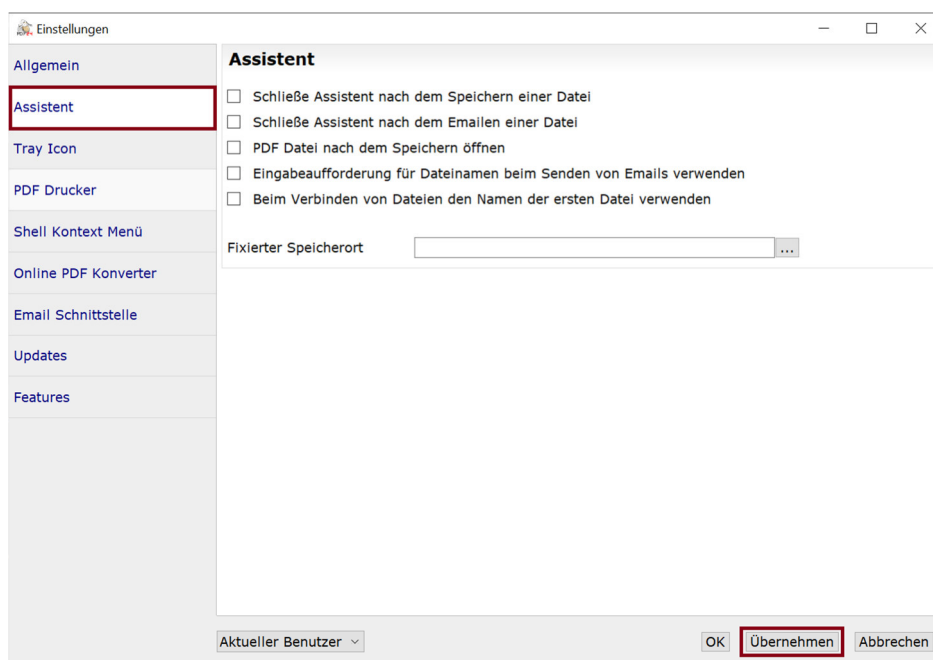 Einstellungen
Allgemein
Assistent
Tray Icon
PDF Drucker
Shell Kontext Menü
Online PDF Konverter
Email Schnittstelle
Updates
Features
Assistent
Schließe Assistent nach dem Speichern einer Datei
Schließe Assistent nach dem Emailen einer Datei
PDF Datei nach dem Speichern öffnen
Eingabeaufforderung für Dateinamen beim Senden von Emails verwenden
Beim Verbinden von Dateien den Namen der ersten Datei verwenden
Fixierter Speicherort ...
Aktueller Benutzer OK Übernehmen Abbrechen